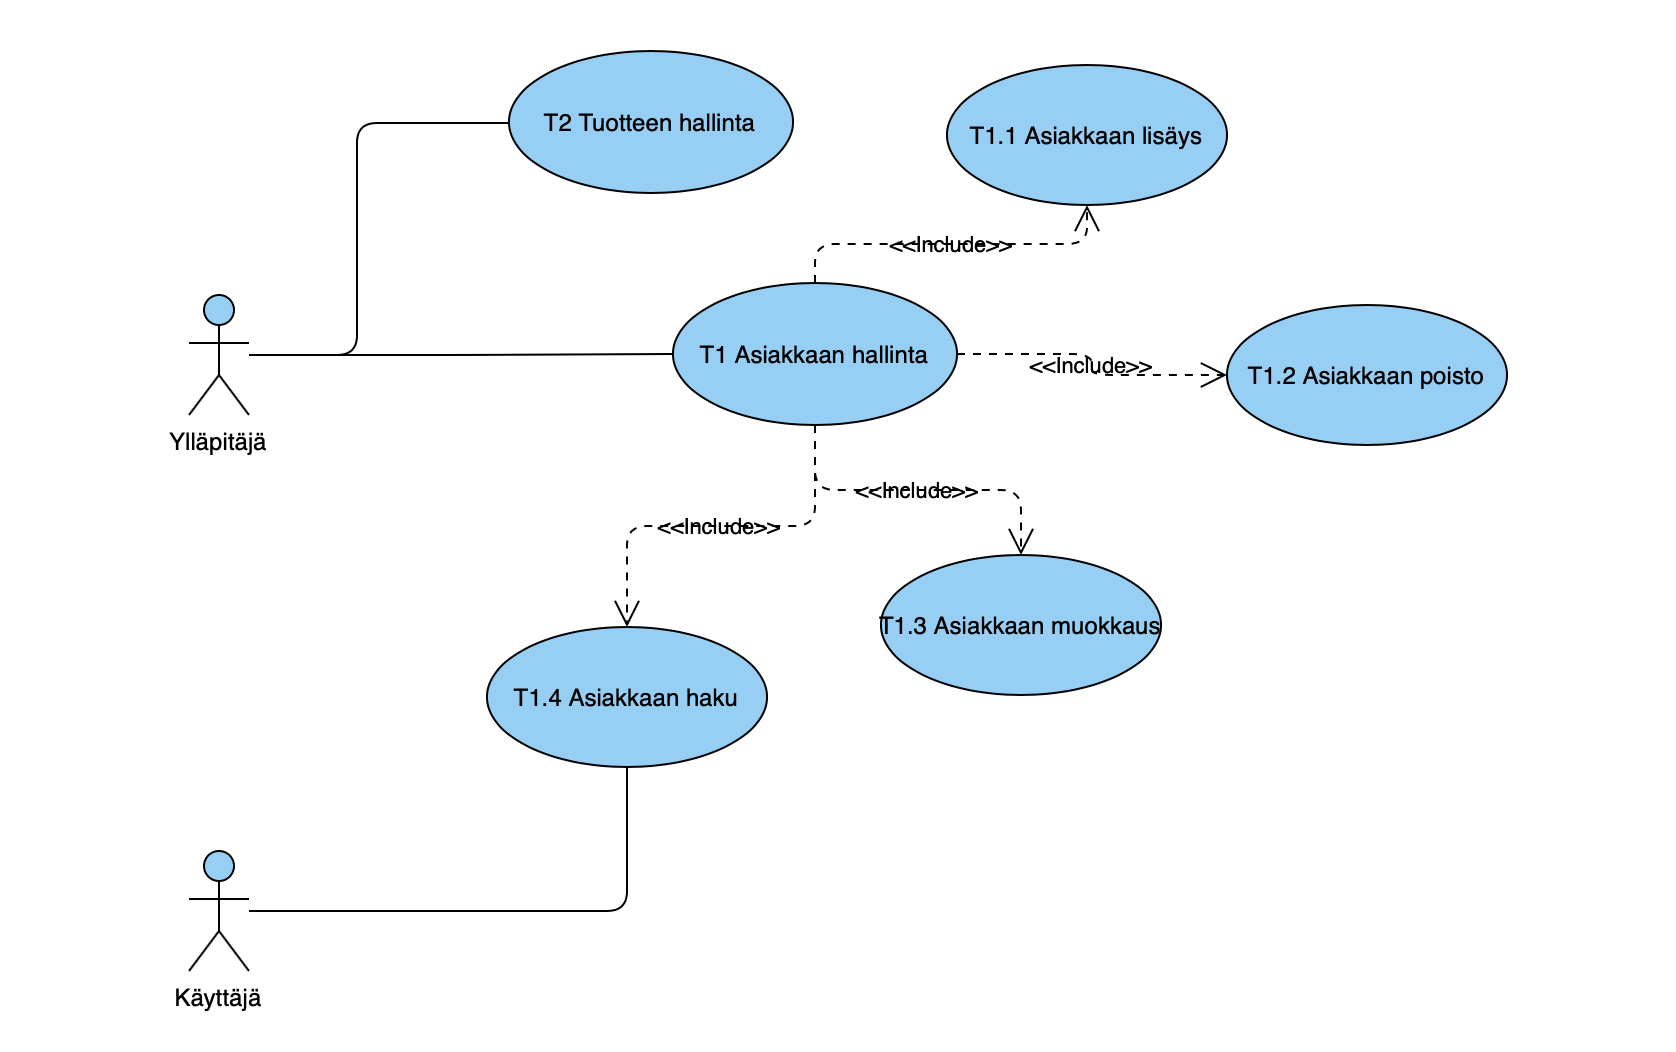 T2 Tuotteen hallinta
T1.1 Asiakkaan lisäys
<<Include>>
T1 Asiakkaan hallinta
<<Include>>
T1.2 Asiakkaan poisto
Ylläpitäjä
<<Include>>
<<Include>>
T1.3 Asiakkaan muokkaus
T1.4 Asiakkaan haku
Käyttäjä